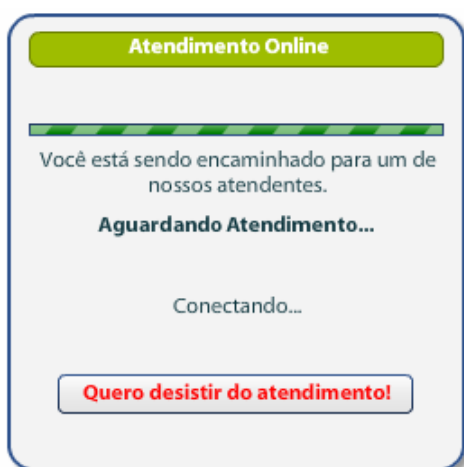 Atendimento Online
Você está sendo encaminhado para um de
nossos atendentes.
Aguardando Atendimento...
Conectando...
Quero desistir do atendimento!